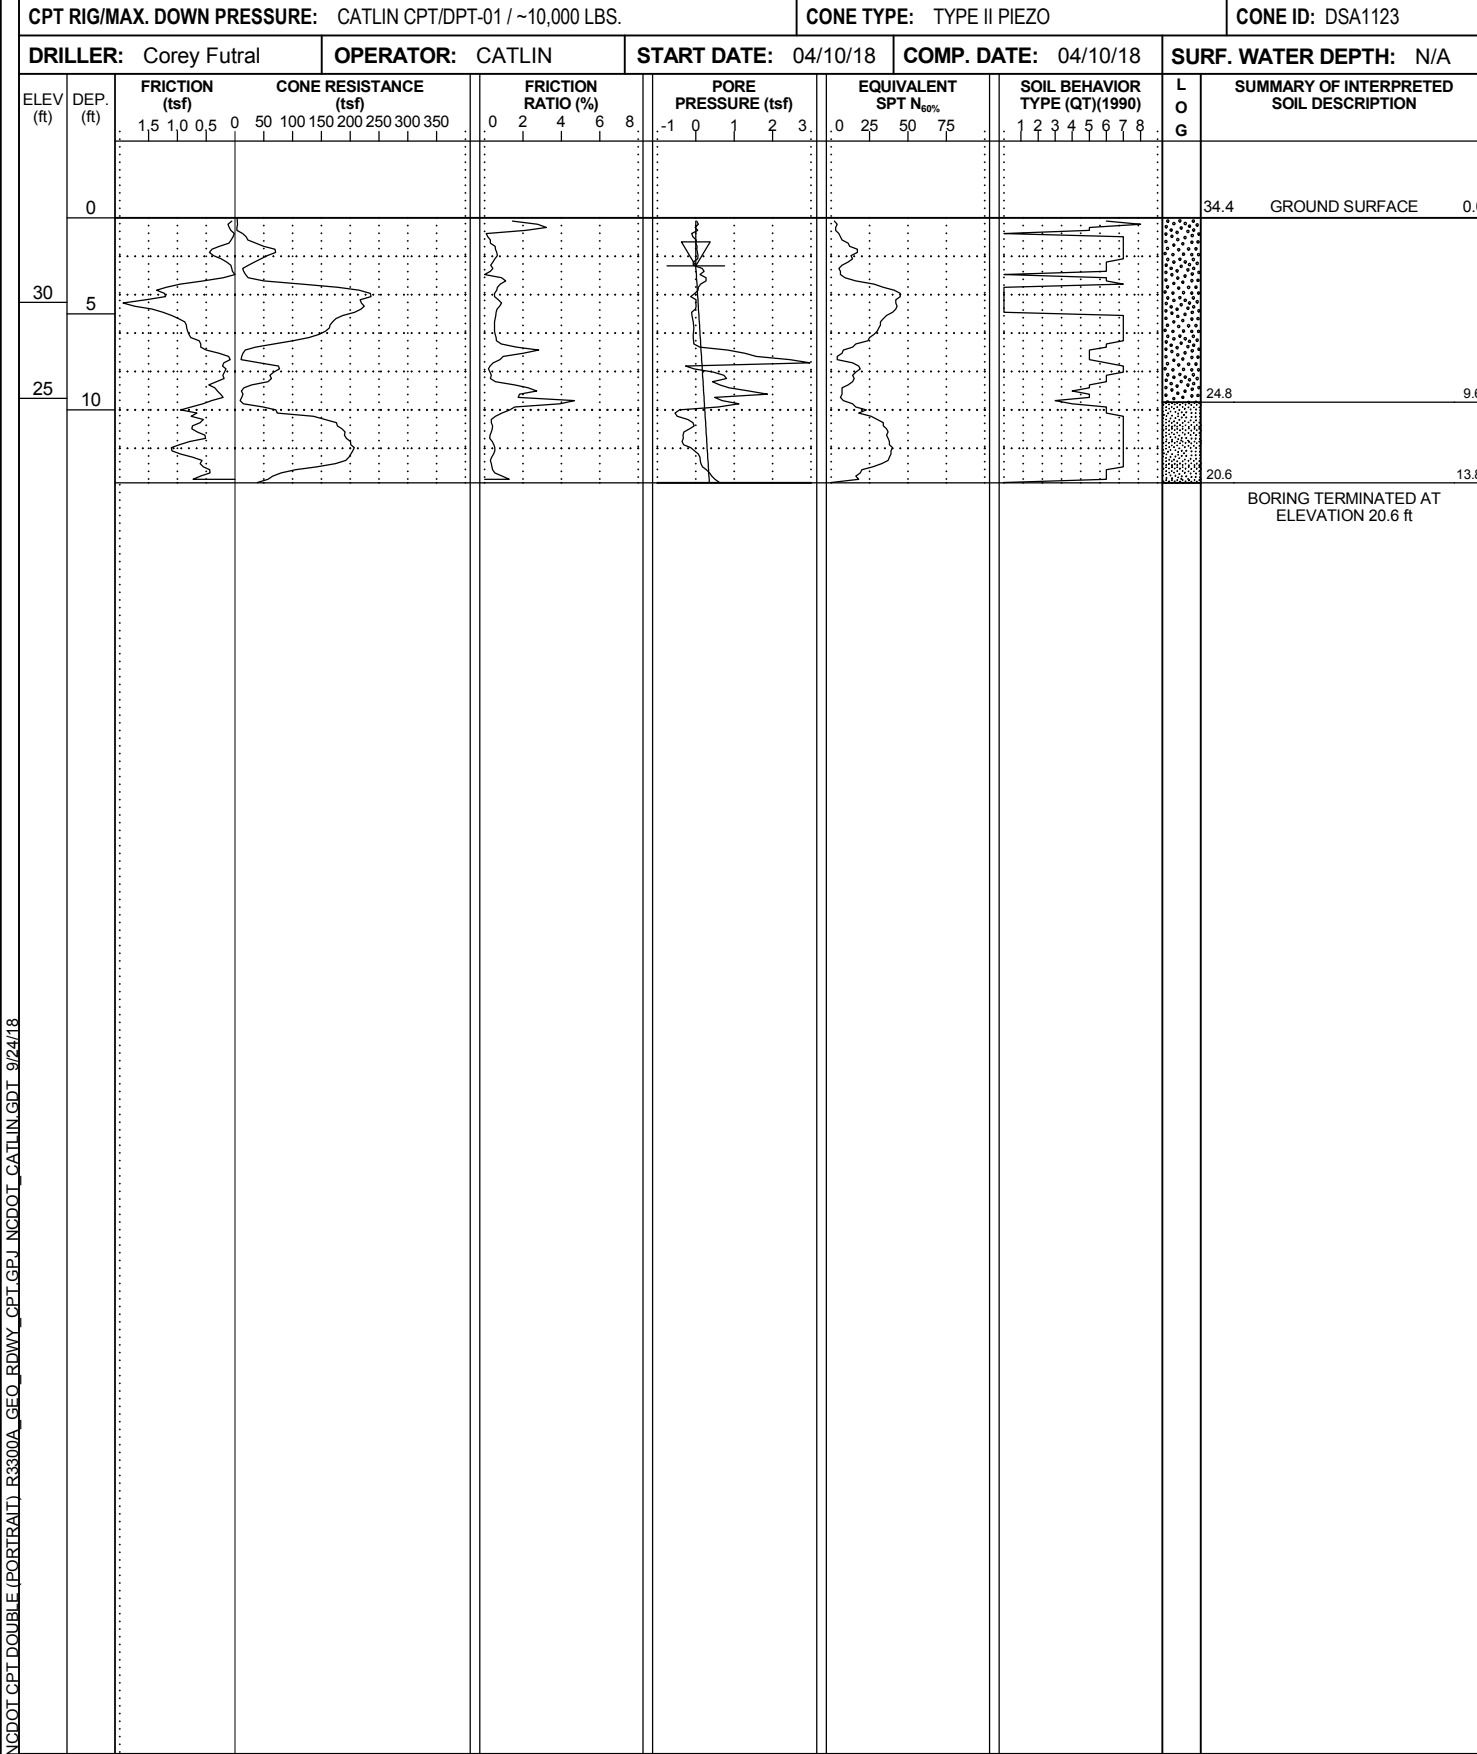 CPT RIG/MAX. DOWN PRESSURE: CATLIN CPT/DPT-01 / ~10,000 LBS. CONE TYPE: TYPE II PIEZO CONE ID: DSA1123
DRILLER: Corey Futral OPERATOR: CATLIN START DATE: 04/10/18 COMP. DATE: 04/10/18 SURF. WATER DEPTH: N/A
ELEV (ft)
DEP. (ft)
FRICTION (tsf)
1.5 1.0 0.5 0
CONE RESISTANCE (tsf)
50 100 150 200 250 300 350
FRICTION RATIO (%)
0 2 4 6 8
PORE PRESSURE (tsf)
-1 0 1 2 3
EQUIVALENT SPT N60%
0 25 50 75
SOIL BEHAVIOR TYPE (QT)(1990)
1 2 3 4 5 6 7 8
L
O
G
SUMMARY OF INTERPRETED SOIL DESCRIPTION
0
34.4 GROUND SURFACE 0.0
30
5
25
10
24.8 9.6
20.6 13.8
BORING TERMINATED AT
ELEVATION 20.6 ft
NCDOT CPT DOUBLE (PORTRAIT) R3300A_GEO_RDWY_CPT.GPJ NCDOT_CATLIN.GDT 9/24/18